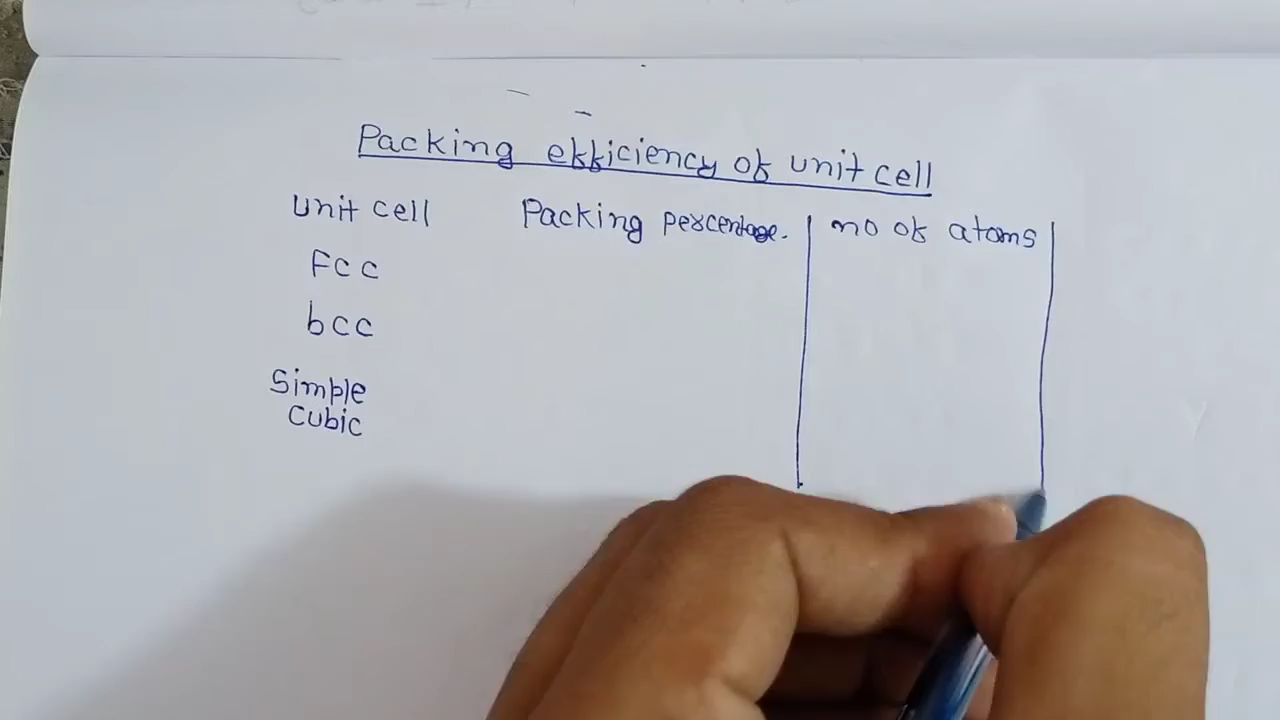 Packing efficiency of unit cell
unit cell Packing percentage. no of atoms
Fcc
bcc
Simple
Cubic